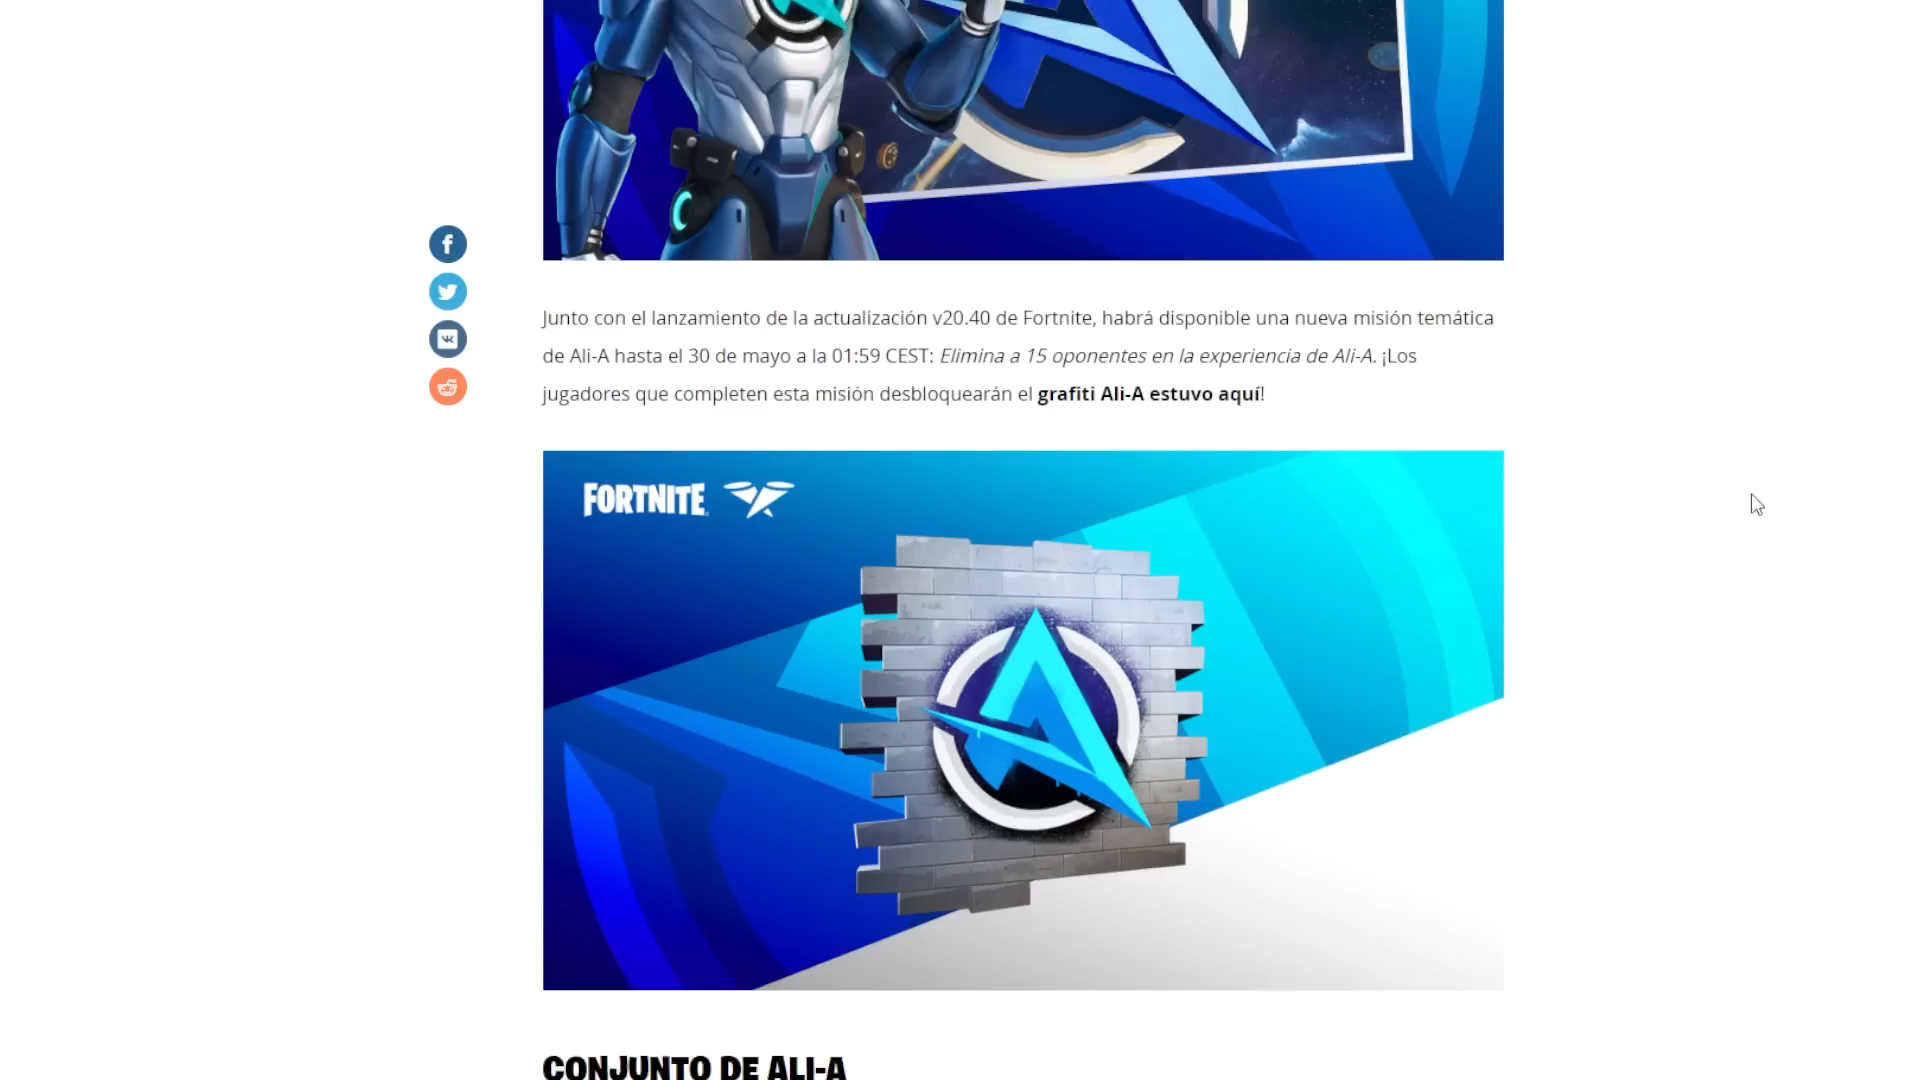 Junto con el lanzamiento de la actualización v20.40 de Fortnite, habrá disponible una nueva misión temática
de Ali-A hasta el 30 de mayo a la 01:59 CEST: Elimina a 15 oponentes en la experiencia de Ali-A. ¡Los
jugadores que completen esta misión desbloquearán el grafiti Ali-A estuvo aquí!
FORTNITE
CONJUNTO DE ALI-A